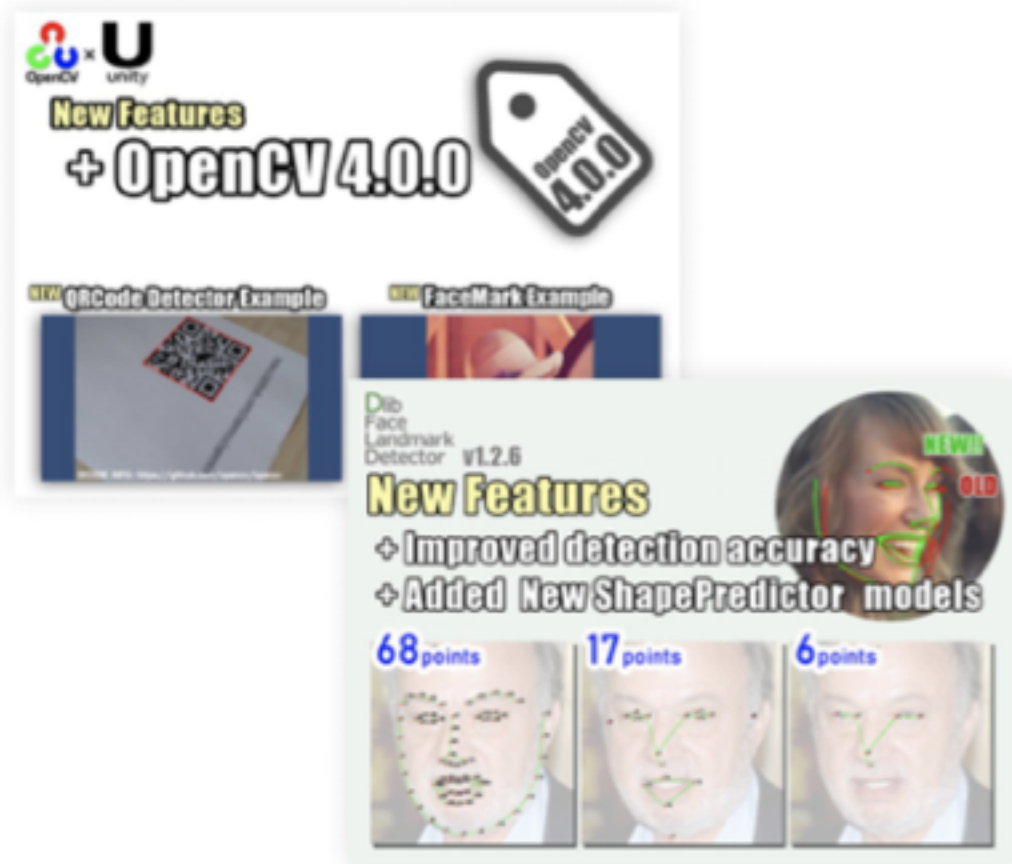 OpenCV
x
unity
New Features
+ OpenCV 4.0.0
OpenCV
4.0.0
NEW QRCode Detector Example
NEW FaceMark Example
Dlib
Face
Landmark
Detector v1.2.6
New Features
+ Improved detection accuracy
+ Added New ShapePredictor models
NEW!!
OLD
68points
17points
6points